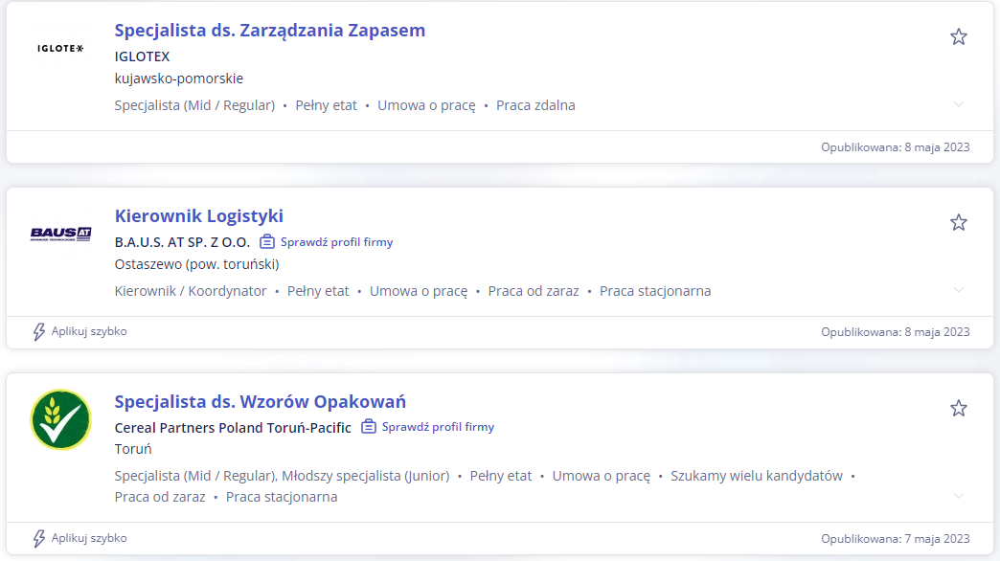 IGLOTEX
Specjalista ds. Zarządzania Zapasem
IGLOTEX
kujawsko-pomorskie
Specjalista (Mid / Regular) • Pełny etat • Umowa o pracę • Praca zdalna
Opublikowana: 8 maja 2023
BAUS AT
Kierownik Logistyki
B.A.U.S. AT SP. Z O.O. Sprawdź profil firmy
Ostaszewo (pow. toruński)
Kierownik / Koordynator • Pełny etat • Umowa o pracę • Praca od zaraz • Praca stacjonarna
Aplikuj szybko Opublikowana: 8 maja 2023
Specjalista ds. Wzorów Opakowań
Cereal Partners Poland Toruń-Pacific Sprawdź profil firmy
Toruń
Specjalista (Mid / Regular), Młodszy specjalista (Junior) • Pełny etat • Umowa o pracę • Szukamy wielu kandydatów •
Praca od zaraz • Praca stacjonarna
Aplikuj szybko Opublikowana: 7 maja 2023